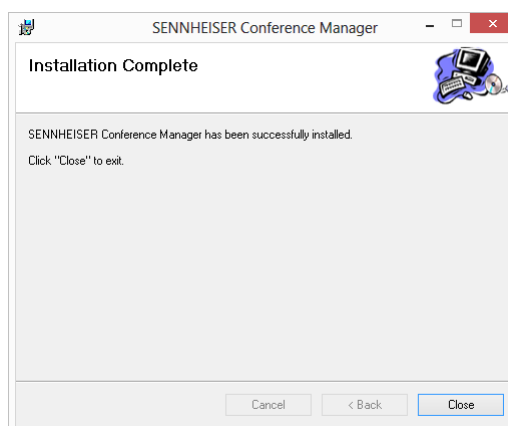 SENNHEISER Conference Manager
Installation Complete
SENNHEISER Conference Manager has been successfully installed.
Click "Close" to exit.
Cancel
< Back
Close